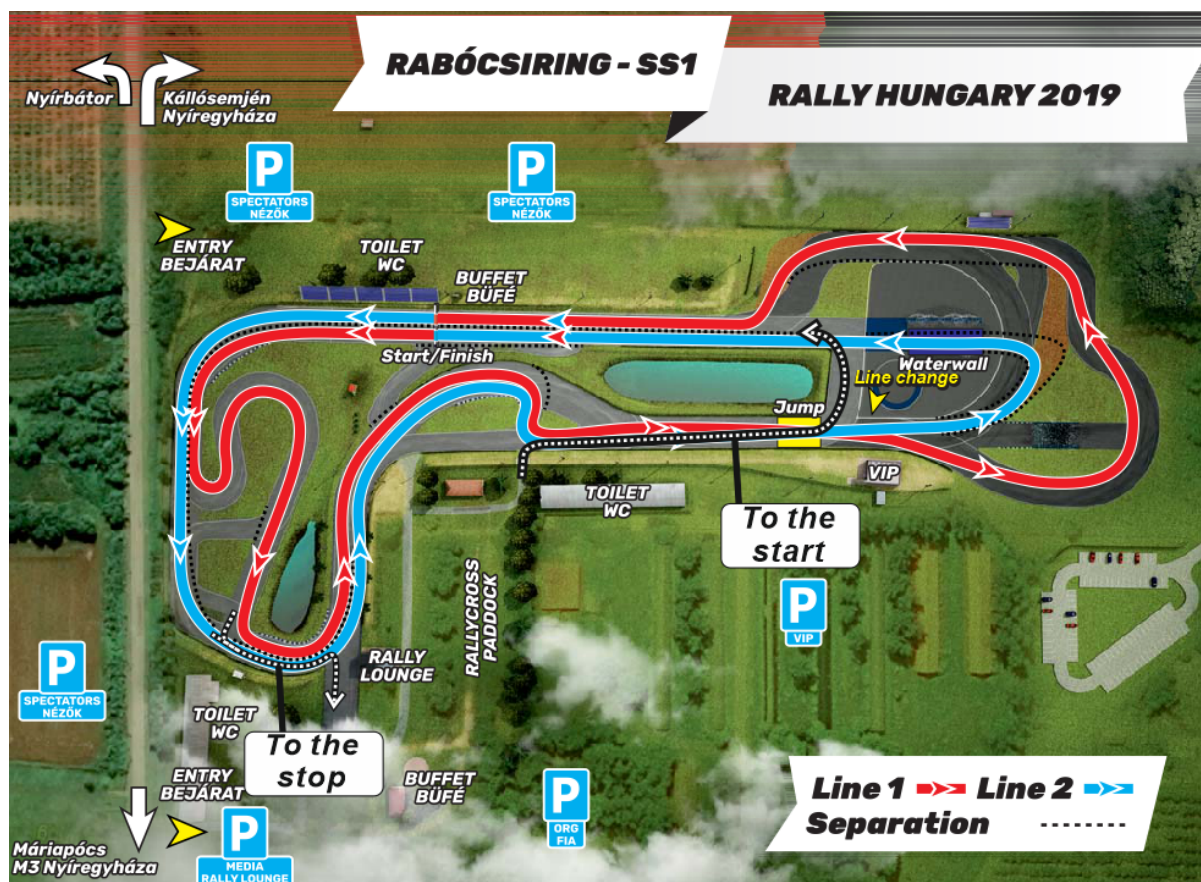 RABÓCSIRING - SS1
RALLY HUNGARY 2019
Nyírbátor
Kállósemjén
Nyíregyháza
P
SPECTATORS
NÉZŐK
P
SPECTATORS
NÉZŐK
ENTRY
BEJÁRAT
TOILET
WC
BUFFET
BÜFÉ
Start/Finish
Waterwall
Line change
Jump
VIP
TOILET
WC
To the
start
RALLYCROSS
PADDOCK
P
VIP
RALLY
LOUNGE
P
SPECTATORS
NÉZŐK
TOILET
WC
To the
stop
ENTRY
BEJÁRAT
BUFFET
BÜFÉ
P
ORG
FIA
Line 1
Line 2
Separation
Máriapócs
M3 Nyíregyháza
P
MEDIA
RALLY LOUNGE